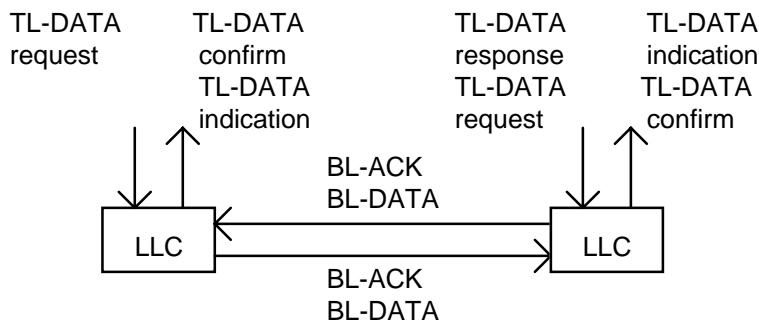 TL-DATA
request
TL-DATA
confirm
TL-DATA
indication
TL-DATA
response
TL-DATA
request
TL-DATA
indication
TL-DATA
confirm
BL-ACK
BL-DATA
LLC
LLC
BL-ACK
BL-DATA